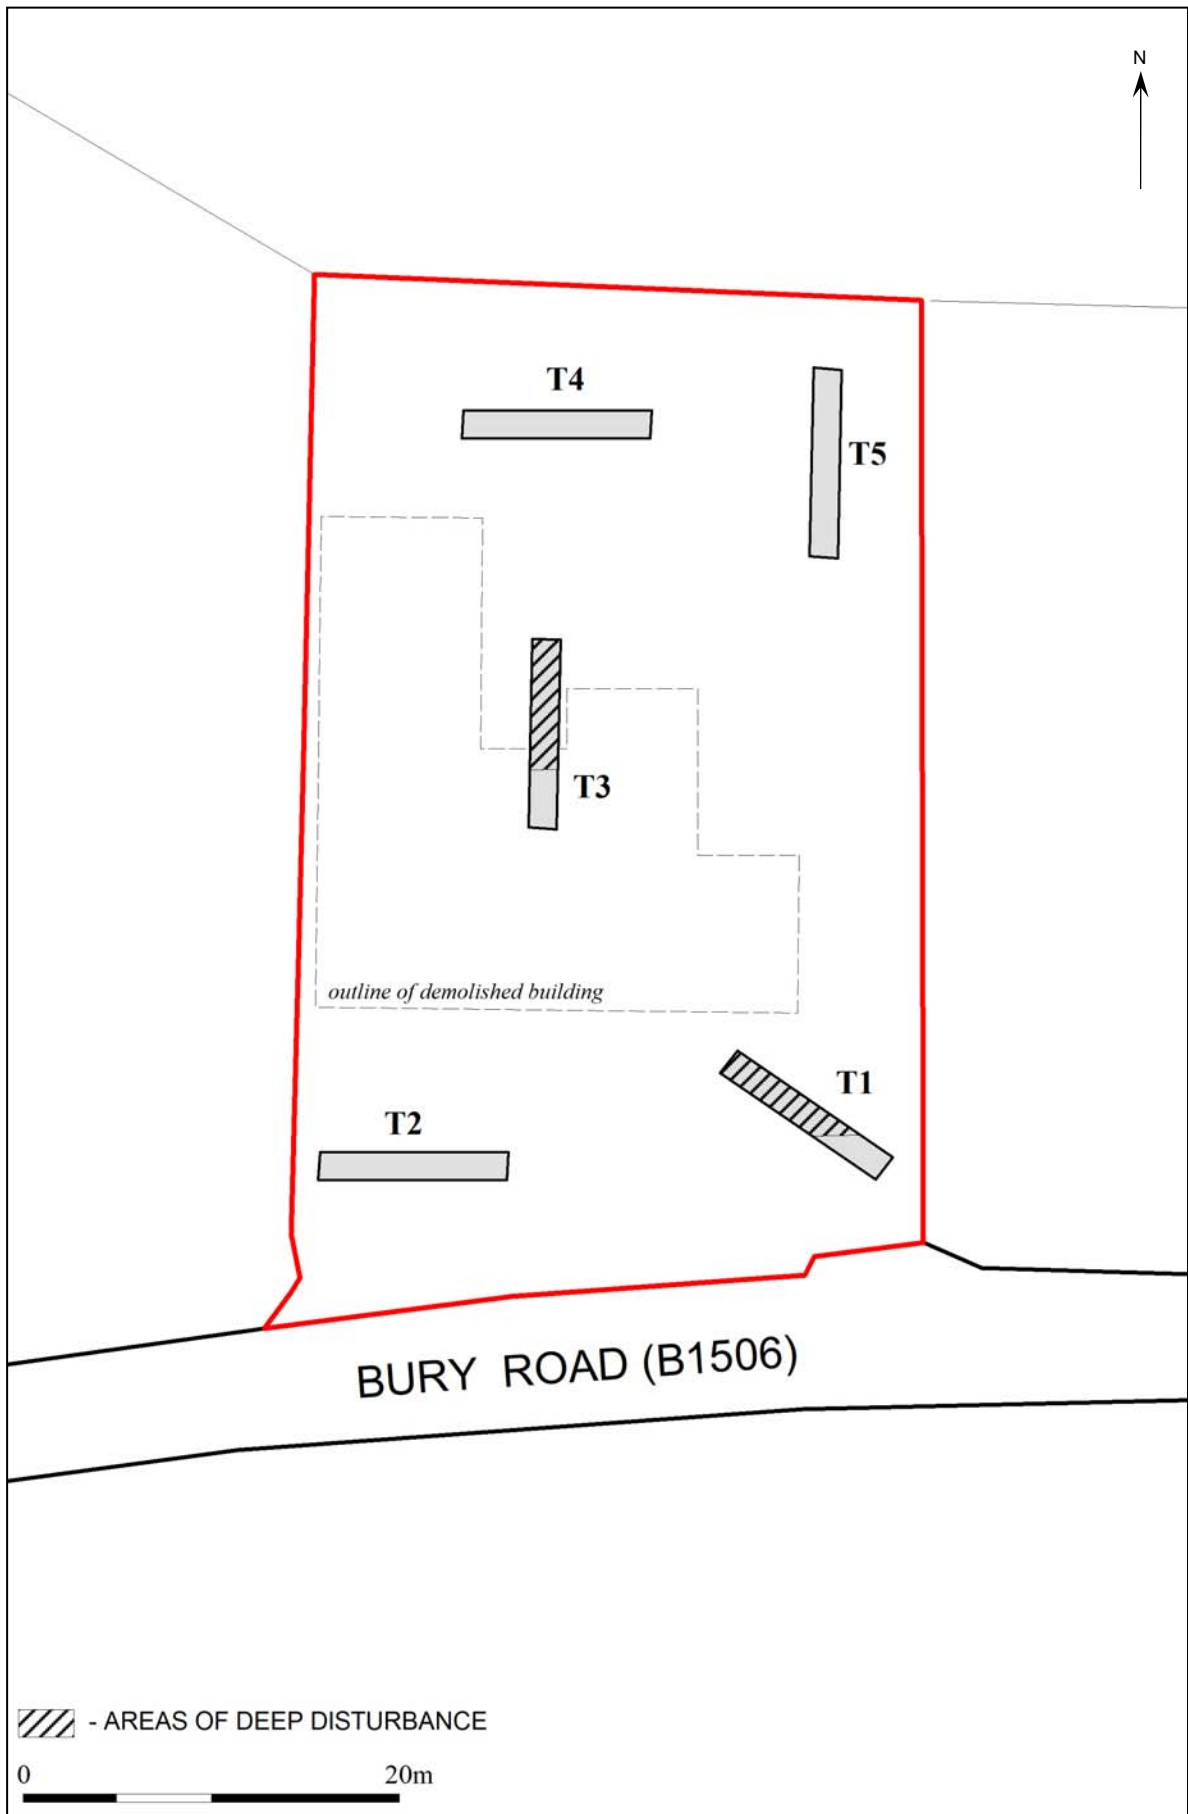 N
T4
T5
T3
outline of demolished building
T1
T2
BURY ROAD (B1506)
- AREAS OF DEEP DISTURBANCE
0 20m